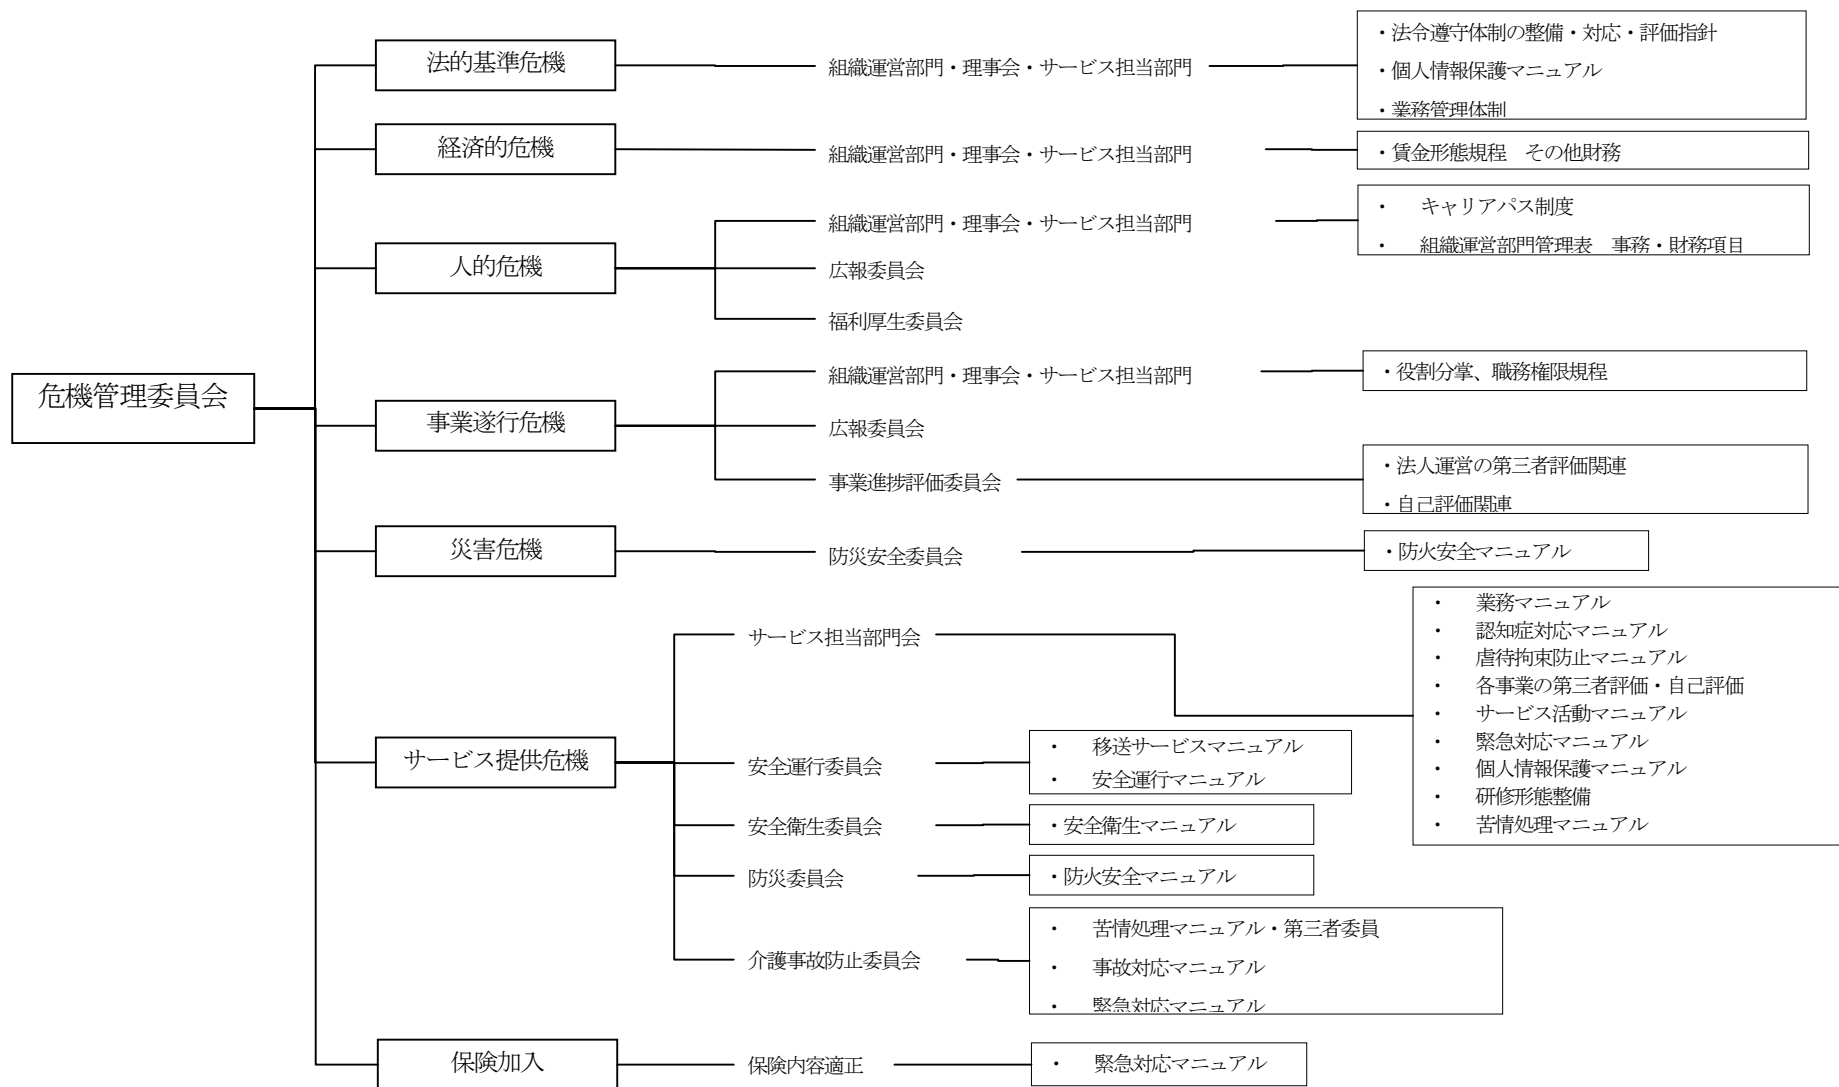 危機管理委員会
法的基準危機
組織運営部門・理事会・サービス担当部門
・法令遵守体制の整備・対応・評価指針
・個人情報保護マニュアル
・業務管理体制
経済的危機
組織運営部門・理事会・サービス担当部門
・賃金形態規程　その他財務
人的危機
組織運営部門・理事会・サービス担当部門
・　キャリアパス制度
・　組織運営部門管理表　事務・財務項目
広報委員会
福利厚生委員会
事業遂行危機
組織運営部門・理事会・サービス担当部門
・役割分掌、職務権限規程
広報委員会
事業進捗評価委員会
・法人運営の第三者評価関連
・自己評価関連
災害危機
防災安全委員会
・防火安全マニュアル
サービス提供危機
サービス担当部門会
・　業務マニュアル
・　認知症対応マニュアル
・　虐待拘束防止マニュアル
・　各事業の第三者評価・自己評価
・　サービス活動マニュアル
・　緊急対応マニュアル
・　個人情報保護マニュアル
・　研修形態整備
・　苦情処理マニュアル
安全運行委員会
・　移送サービスマニュアル
・　安全運行マニュアル
安全衛生委員会
・安全衛生マニュアル
防災委員会
・防火安全マニュアル
介護事故防止委員会
・　苦情処理マニュアル・第三者委員
・　事故対応マニュアル
・　緊急対応マニュアル
保険加入
保険内容適正
・　緊急対応マニュアル